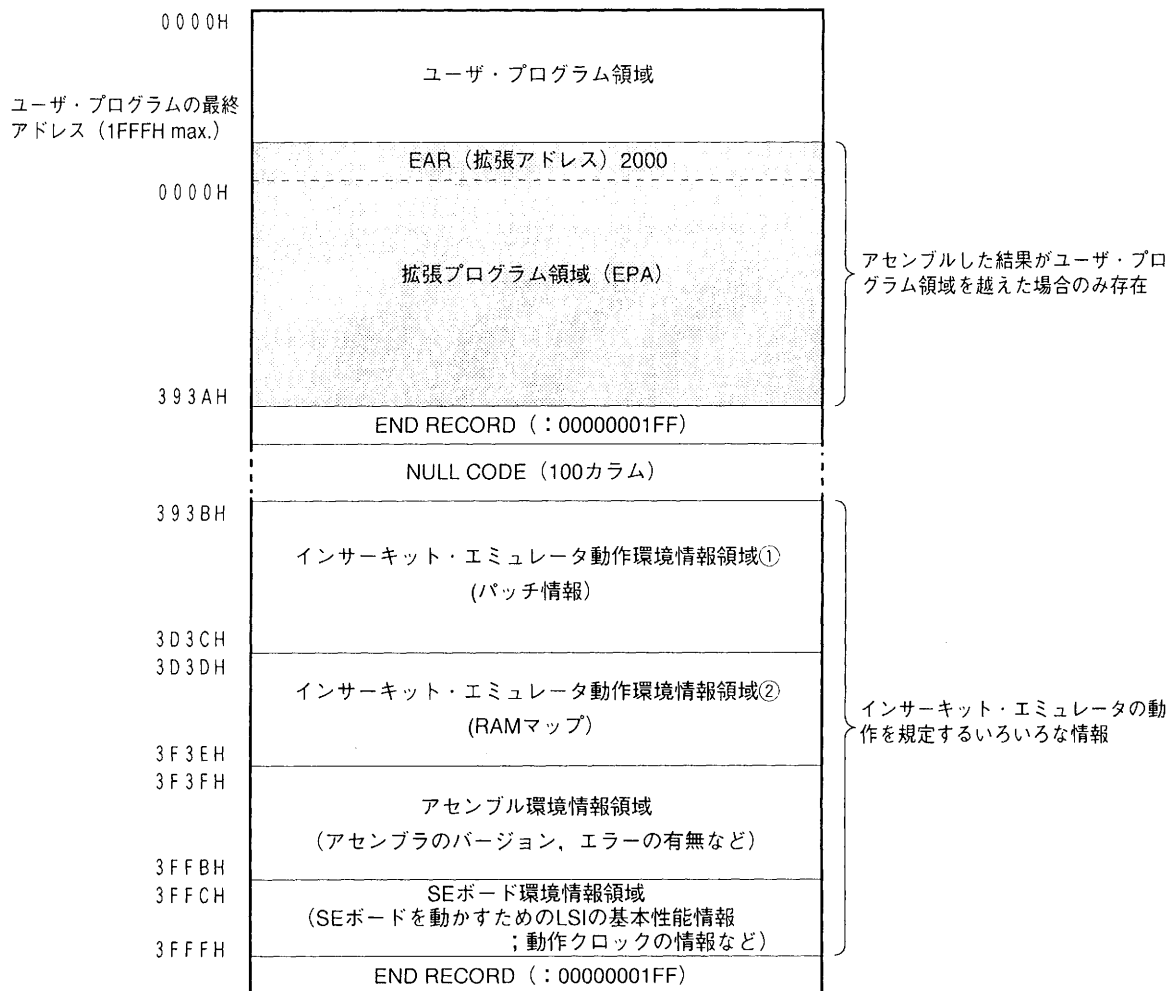 0000H
ユーザ・プログラム領域
ユーザ・プログラムの最終
アドレス（1FFFH max.）
EAR（拡張アドレス）2000
0000H
拡張プログラム領域（EPA）
アセンブルした結果がユーザ・プロ
グラム領域を越えた場合のみ存在
393AH
END RECORD（：00000001FF）
NULL CODE（100カラム）
393BH
インサーキット・エミュレータ動作環境情報領域①
(パッチ情報）
3D3CH
3D3DH
インサーキット・エミュレータ動作環境情報領域②
(RAMマップ）
インサーキット・エミュレータの動
作を規定するいろいろな情報
3F3EH
3F3FH
アセンブル環境情報領域
（アセンブラのバージョン，エラーの有無など）
3FFBH
3FFCH
SEボード環境情報領域
（SEボードを動かすためのLSIの基本性能情報
；動作クロックの情報など）
3FFFH
END RECORD（：00000001FF）